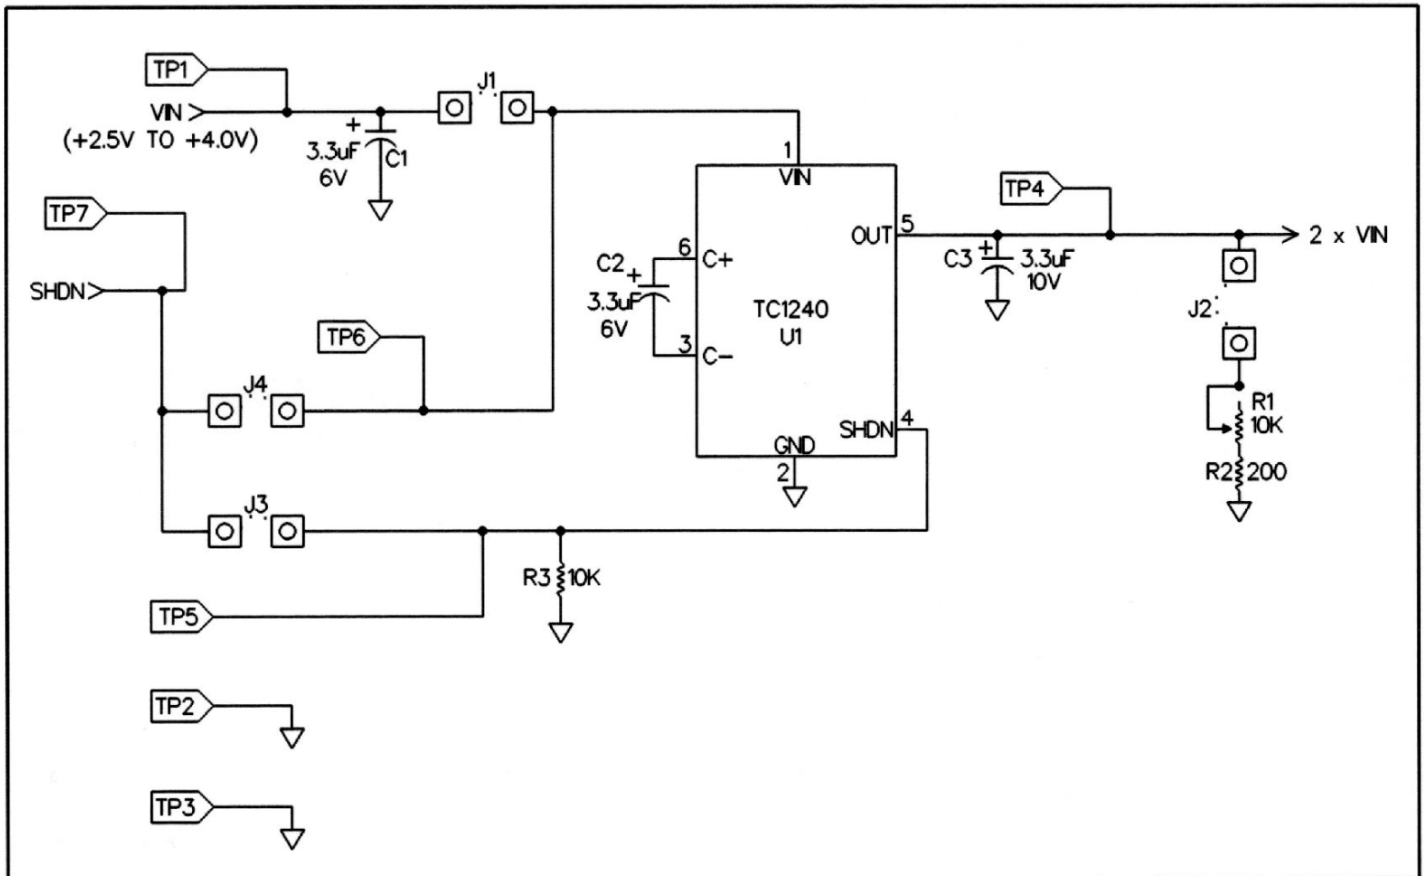 TP1
J1
VIN
(+2.5V TO +4.0V)
+
3.3uF
C1
6V
1
VIN
TP7
TP4
OUT
5
2 x VIN
SHDN
C2
+
3.3uF
6V
6
C+
3
C-
TC1240
U1
C3
+
3.3uF
10V
J2
TP6
J4
R1
10K
SHDN
4
GND
2
R2
200
J3
R3
10K
TP5
TP2
TP3